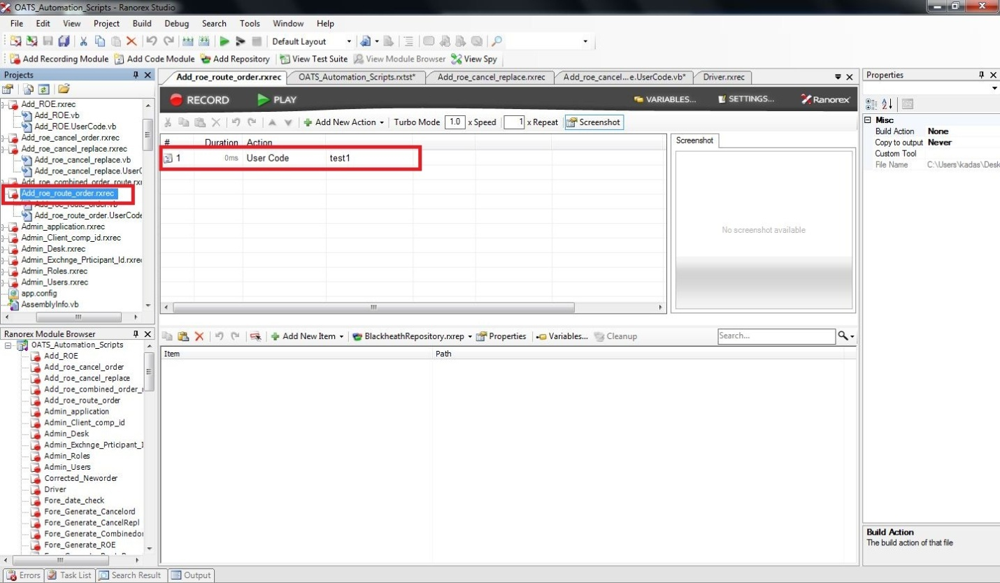 OATS_Automation_Scripts - Ranorex Studio
File Edit View Project Build Debug Search Tools Window Help
Default Layout
Add Recording Module Add Code Module Add Repository View Test Suite View Module Browser View Spy
Projects
Add_ROE.rxrec
Add_ROE.vb
Add_ROE.UserCode.vb
Add_roe_cancel_order.rxrec
Add_roe_cancel_replace.rxrec
Add_roe_cancel_replace.vb
Add_roe_cancel_replace.UserC
Add_roe_combined_order_route.rxr
Add_roe_route_order.rxrec
Add_roe_route_order.vb
Add_roe_route_order.UserCode
Admin_application.rxrec
Admin_Client_comp_id.rxrec
Admin_Desk.rxrec
Admin_Exchnge_Prticipant_Id.rxrec
Admin_Roles.rxrec
Admin_Users.rxrec
app.config
AssemblyInfo.vb
Ranorex Module Browser
OATS_Automation_Scripts
Add_ROE
Add_roe_cancel_order
Add_roe_cancel_replace
Add_roe_combined_order_
Add_roe_route_order
Admin_application
Admin_Client_comp_id
Admin_Desk
Admin_Exchnge_Prticipant_I
Admin_Roles
Admin_Users
Corrected_Neworder
Driver
Fore_date_check
Fore_Generate_Cancelord
Fore_Generate_CancelRepl
Fore_Generate_Combinedor
Fore_Generate_ROE
Add_roe_route_order.rxrec OATS_Automation_Scripts.rxtst* Add_roe_cancel_replace.rxrec Add_roe_cancel...e.UserCode.vb* Driver.rxrec
RECORD PLAY VARIABLES... SETTINGS... Ranorex
Add New Action Turbo Mode 1.0 x Speed 1 x Repeat Screenshot
# Duration Action
1 0ms User Code test1
Screenshot
No screenshot available
Add New Item BlackheathRepository.rxrep Properties Variables... Cleanup Search...
Item Path
Properties
Misc
Build Action None
Copy to output Never
Custom Tool
File Name C:\Users\kadas\Desk
Build Action
The build action of that file
Errors Task List Search Result Output